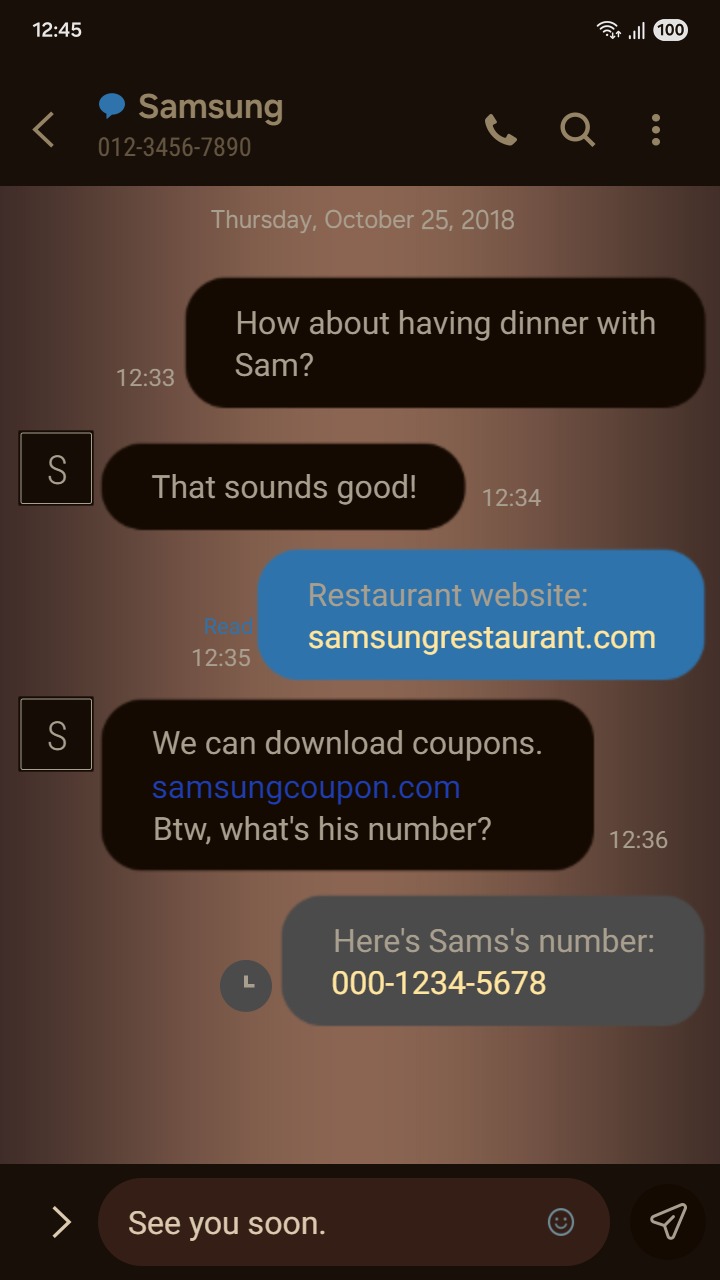 12:45
100
Samsung
012-3456-7890
Thursday, October 25, 2018
How about having dinner with
Sam?
12:33
S
That sounds good!
12:34
Restaurant website:
samsungrestaurant.com
Read
12:35
S
We can download coupons.
samsungcoupon.com
Btw, what's his number?
12:36
Here's Sams's number:
000-1234-5678
See you soon.